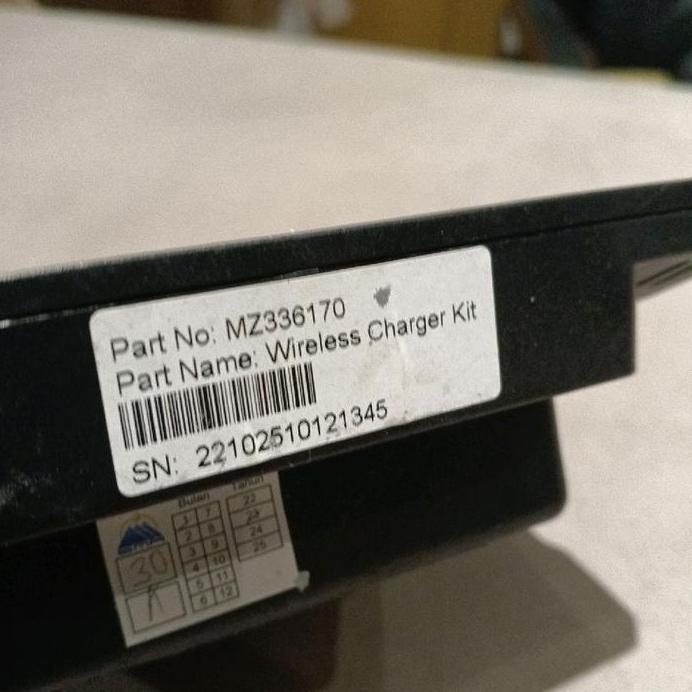 Part No: MZ336170
Part Name: Wireless Charger Kit
SN: 22102510121345
Bulan Tahun
1 7 22
2 8 23
3 9 24
4 10 25
5 11
6 12
30
A